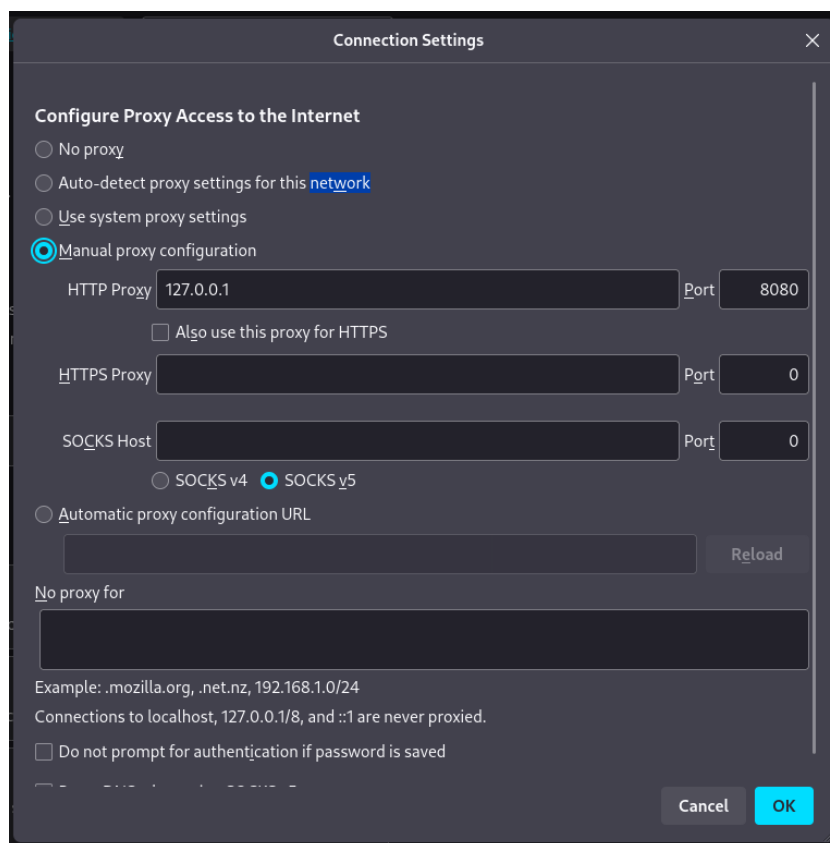 Connection Settings
Configure Proxy Access to the Internet
No proxy
Auto-detect proxy settings for this network
Use system proxy settings
Manual proxy configuration
HTTP Proxy 127.0.0.1 Port 8080
Also use this proxy for HTTPS
HTTPS Proxy Port 0
SOCKS Host Port 0
SOCKS v4 SOCKS v5
Automatic proxy configuration URL
Reload
No proxy for
Example: .mozilla.org, .net.nz, 192.168.1.0/24
Connections to localhost, 127.0.0.1/8, and ::1 are never proxied.
Do not prompt for authentication if password is saved
Cancel OK